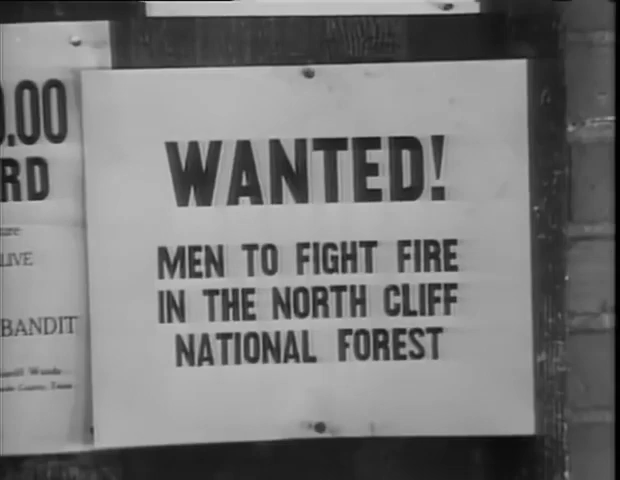 0.00
RD
LIVE
BANDIT
WANTED!
MEN TO FIGHT FIRE
IN THE NORTH CLIFF
NATIONAL FOREST